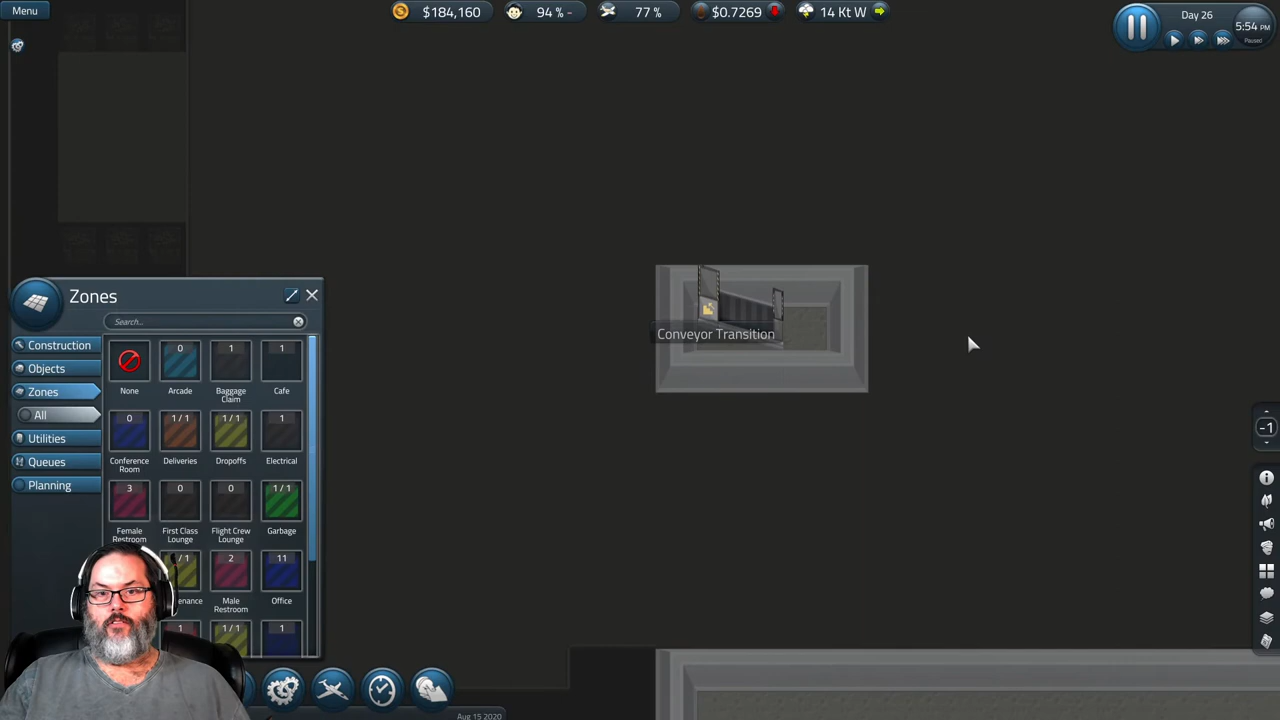 Menu
$184,160
94 % -
77 %
$0.7269
14 Kt W
Day 26
5:54 PM
Paused
Zones
Search...
Construction
Objects
Zones
All
Utilities
Queues
Planning
0
1
1
None
Arcade
Baggage Claim
Cafe
0
1 / 1
1 / 1
1
Conference Room
Deliveries
Dropoffs
Electrical
3
0
0
1 / 1
Female Restroom
First Class Lounge
Flight Crew Lounge
Garbage
/ 1
2
11
enance
Male Restroom
Office
1
1 / 1
1
Conveyor Transition
-1
Aug 15 2020